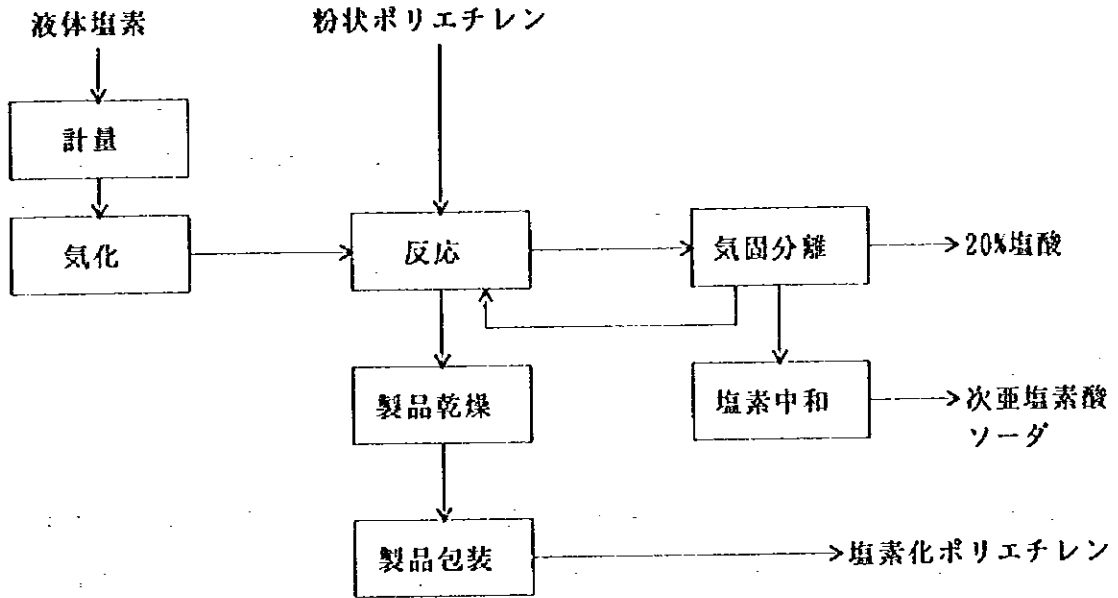 液体塩素
粉状ポリエチレン
計量
気化
反応
気固分離
20%塩酸
製品乾燥
塩素中和
次亜塩素酸
ソーダ
製品包装
塩素化ポリエチレン